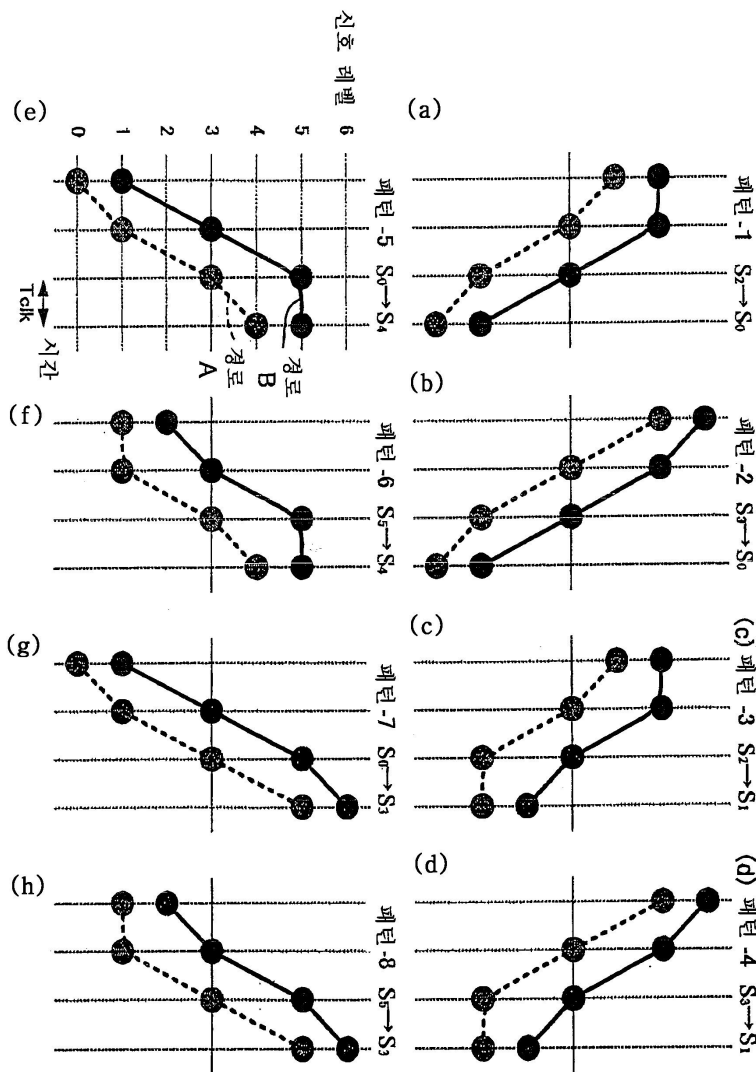 (a)
패턴 -1 S₂→S₀
(b)
패턴 -2 S₃→S₀
(c)
(c) 패턴 -3 S₂→S₁
(d)
(d) 패턴 -4 S₃→S₁
(e)
신호 레벨
6
5
4
3
2
1
0
패턴 -5 S₀→S₄
경로 B
경로 A
Tclk
시간
(f)
패턴 -6 S₅→S₄
(g)
패턴 -7 S₀→S₃
(h)
패턴 -8 S₅→S₃